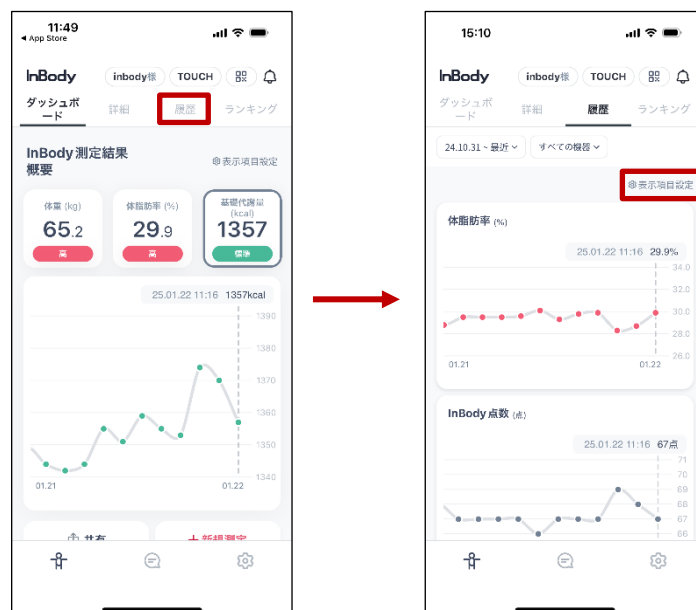 11:49
◀ App Store
InBody
inbody様
TOUCH
ダッシュボ
ード
詳細
履歴
ランキング
InBody 測定結果
概要
表示項目設定
体重 (kg)
65.2
高
体脂肪率 (%)
29.9
高
基礎代謝量
(kcal)
1357
標準
25.01.22 11:16 1357kcal
1390
1380
1370
1360
1350
1340
01.21
01.22
共有
+ 新規測定
15:10
InBody
inbody様
TOUCH
ダッシュボ
ード
詳細
履歴
ランキング
24.10.31 ~ 最近
すべての機器
表示項目設定
体脂肪率 (%)
25.01.22 11:16 29.9%
34.0
32.0
30.0
28.0
26.0
01.21
01.22
InBody 点数 (点)
25.01.22 11:16 67点
71
70
69
68
67
66